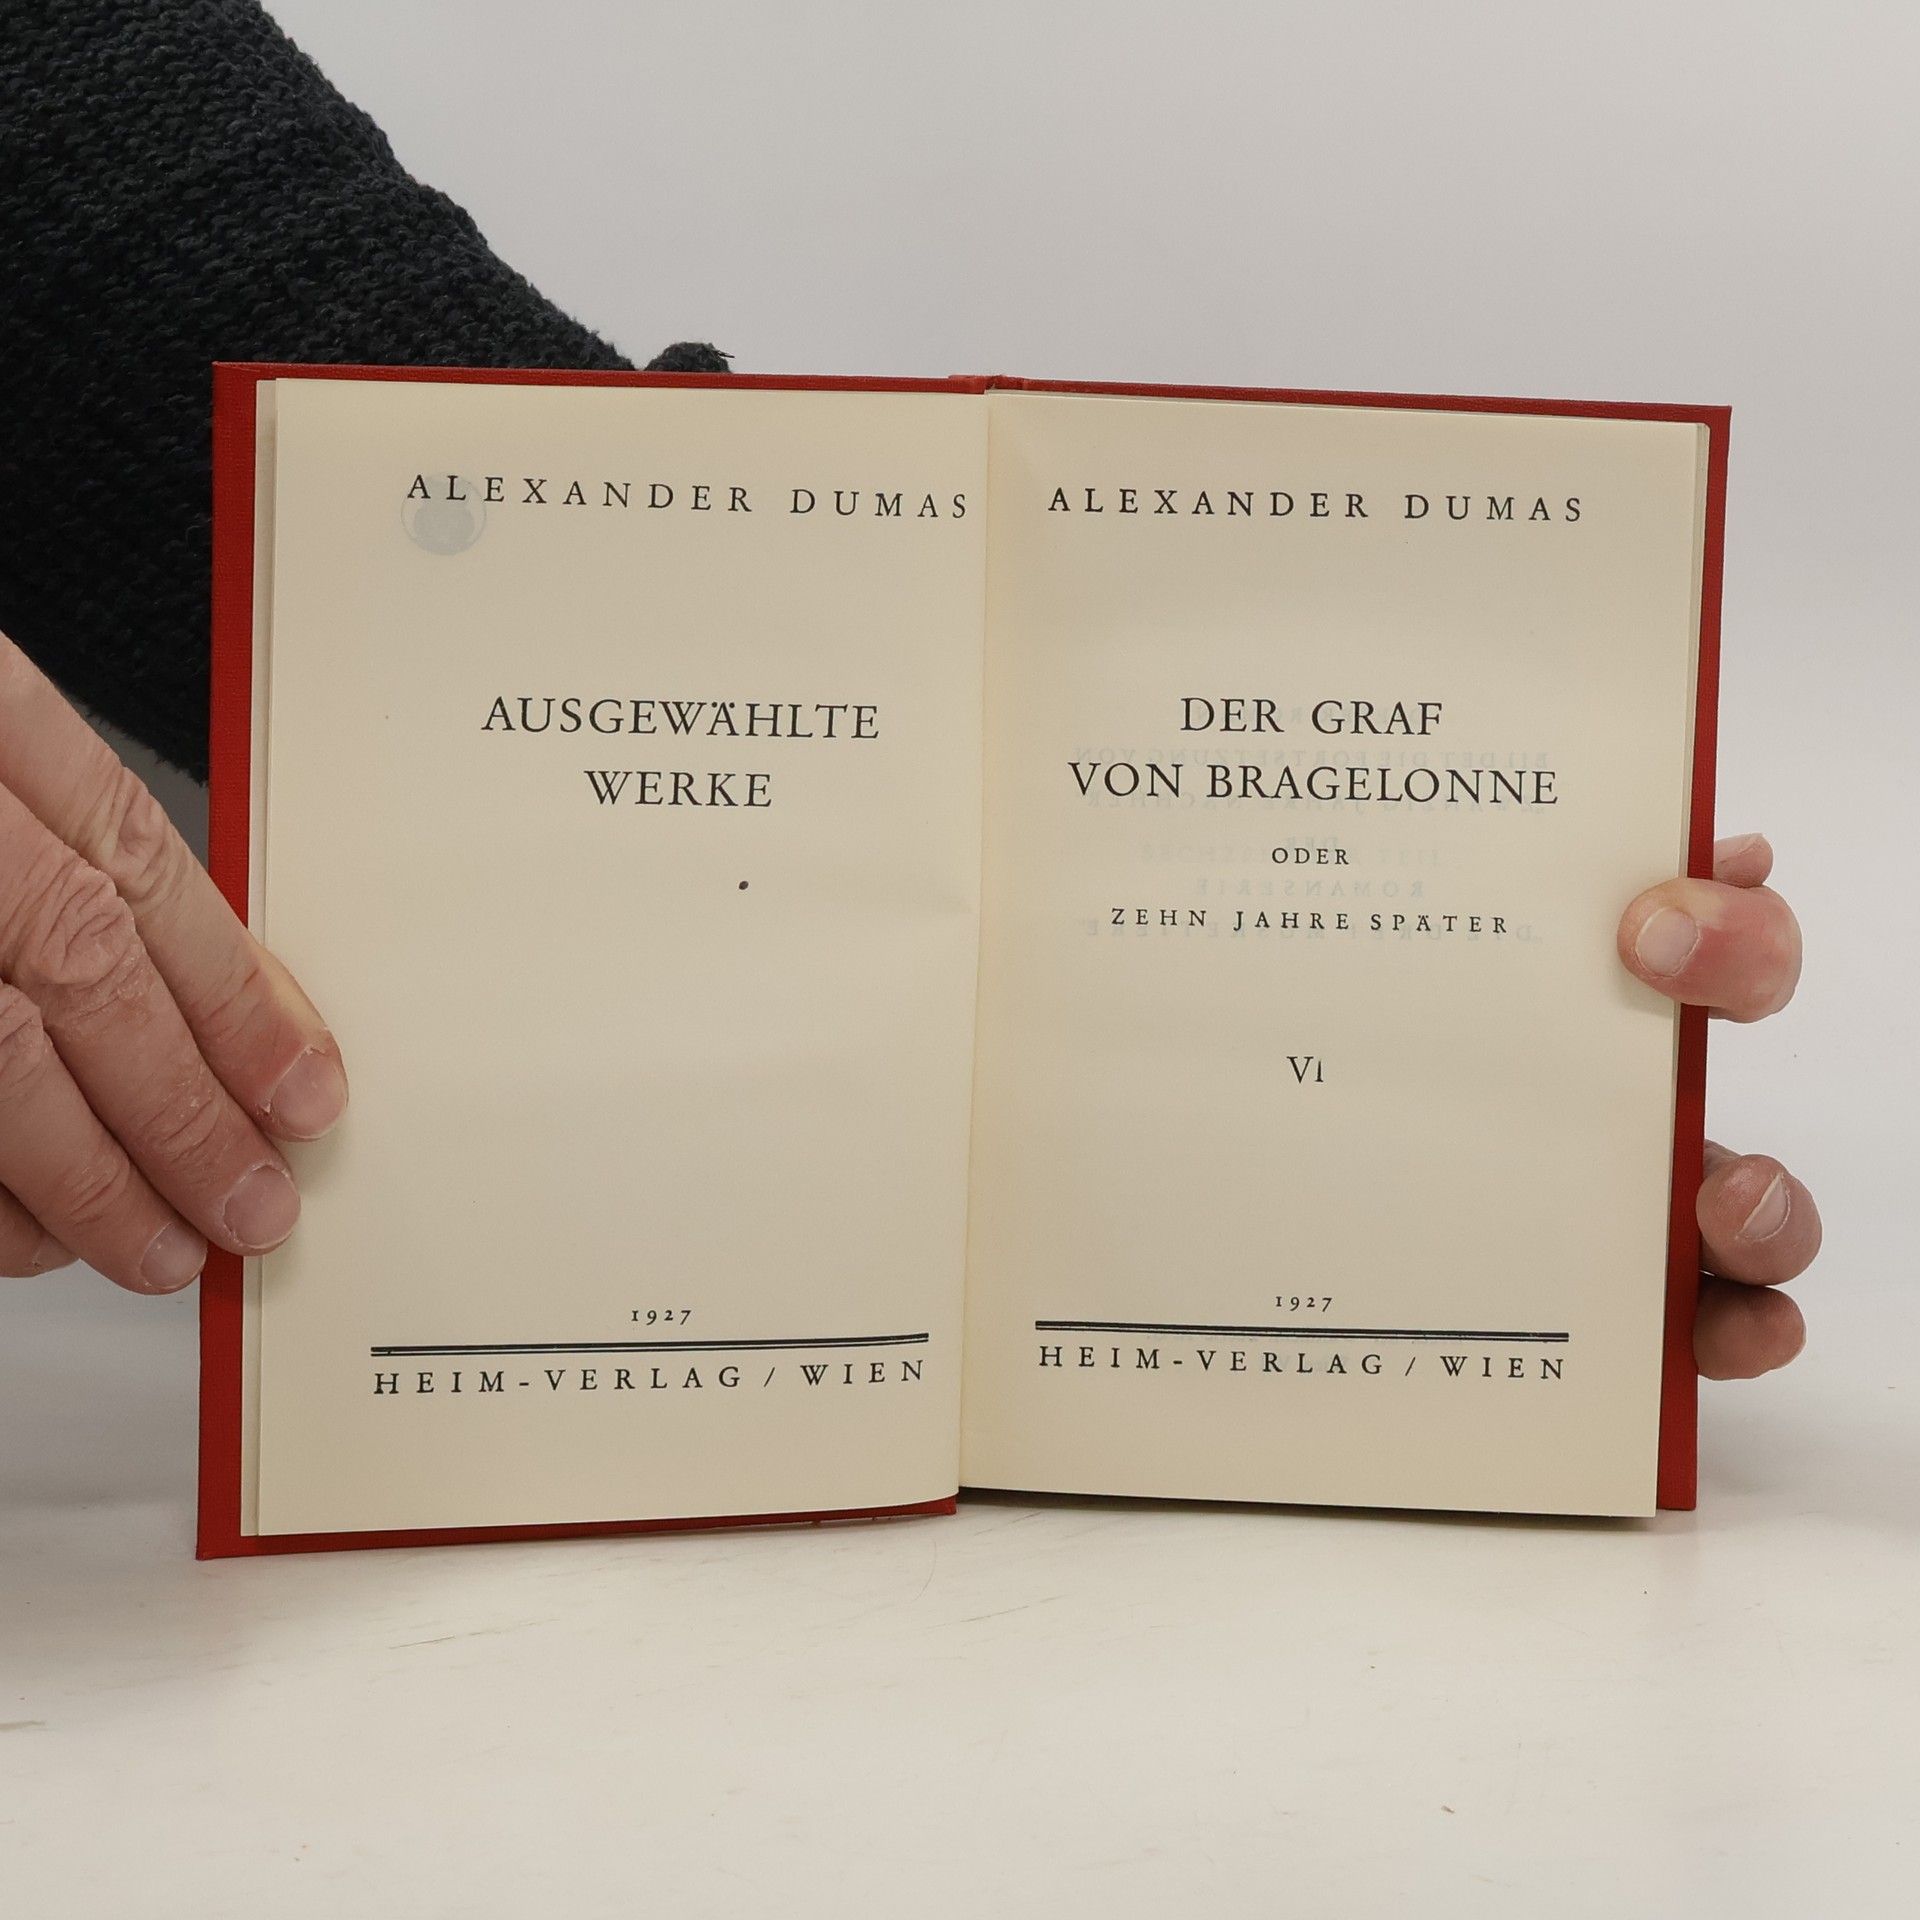 ALEXANDER DUMAS
AUSGEWÄHLTE
WERKE
1927
HEIM-VERLAG / WIEN
ALEXANDER DUMAS
DER GRAF
VON BRAGELONNE
ODER
ZEHN JAHRE SPÄTER
VI
1927
HEIM-VERLAG / WIEN